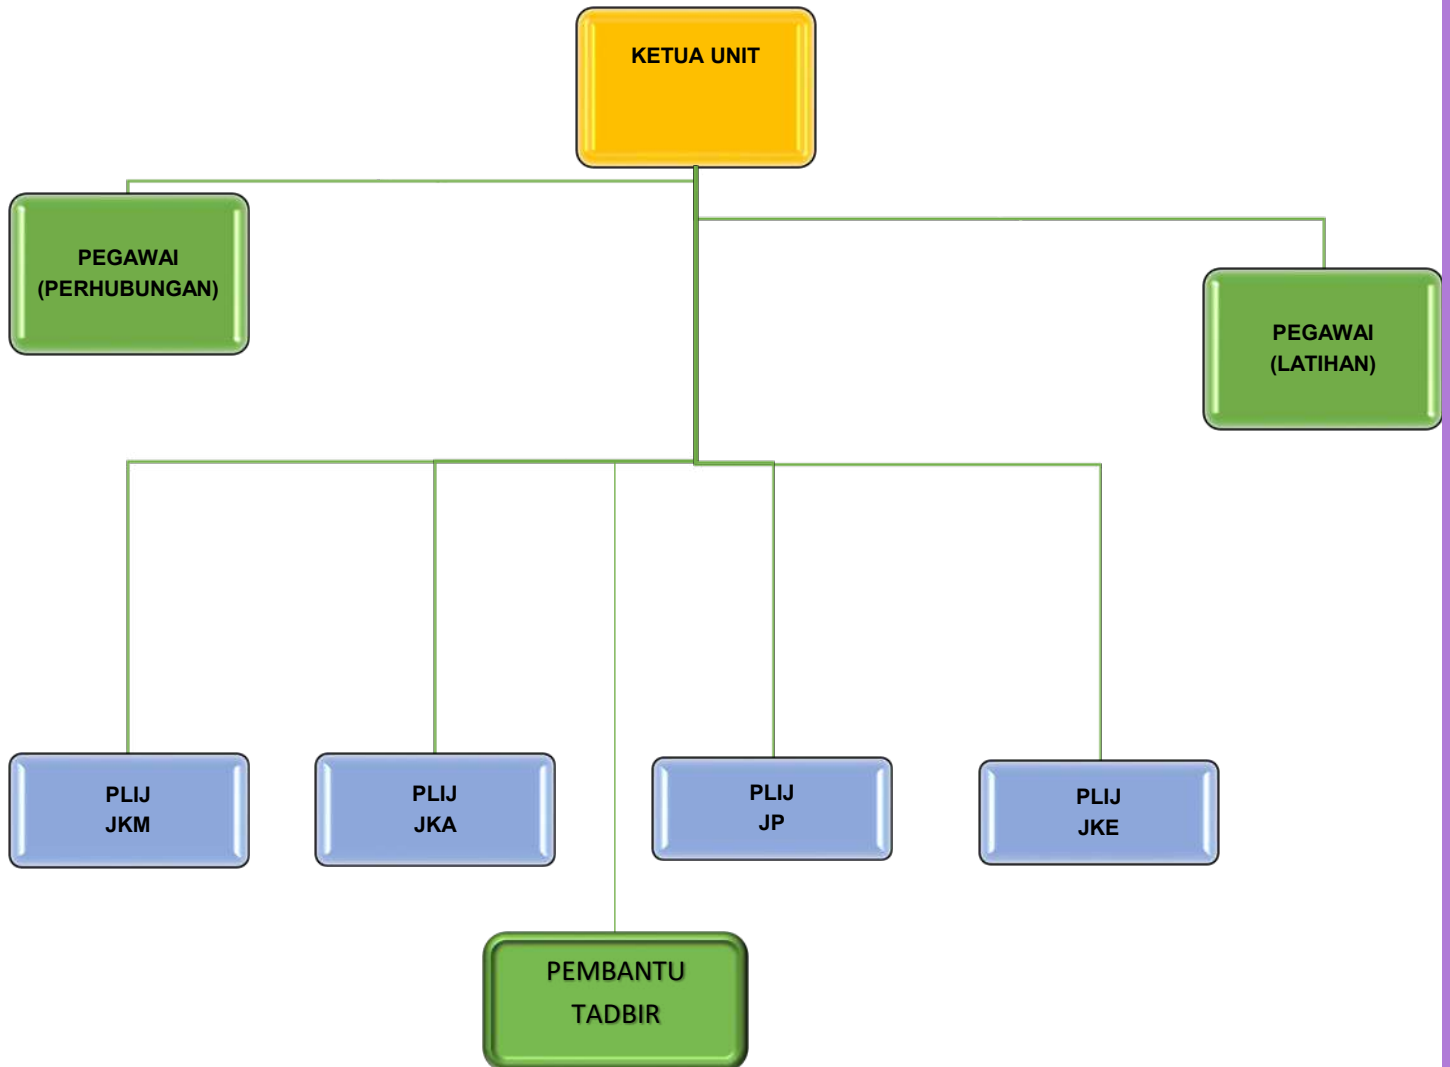 KETUA UNIT
PEGAWAI
(PERHUBUNGAN)
PEGAWAI
(LATIHAN)
PLIJ
JKM
PLIJ
JKA
PLIJ
JP
PLIJ
JKE
PEMBANTU
TADBIR